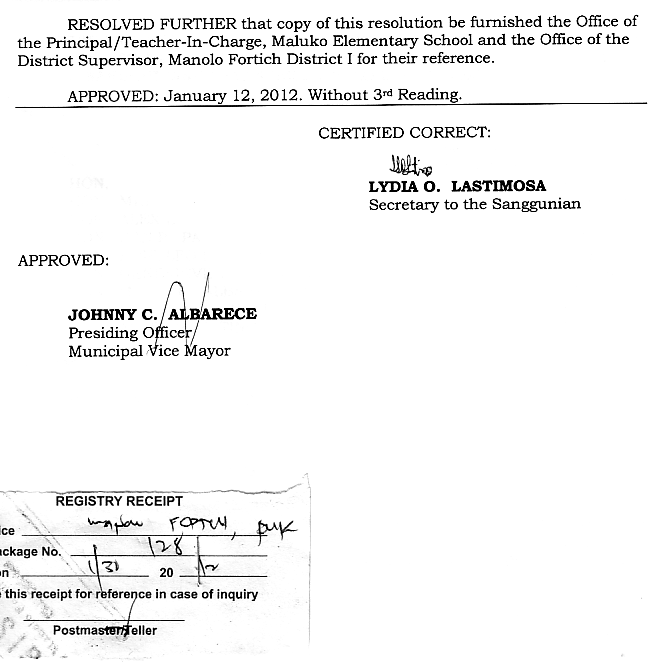 RESOLVED FURTHER that copy of this resolution be furnished the Office of
the Principal/Teacher-In-Charge, Maluko Elementary School and the Office of the
District Supervisor, Manolo Fortich District I for their reference.
APPROVED: January 12, 2012. Without 3rd Reading.
CERTIFIED CORRECT:
LYDIA O. LASTIMOSA
Secretary to the Sanggunian
APPROVED:
JOHNNY C. ALBARECE
Presiding Officer
Municipal Vice Mayor
REGISTRY RECEIPT
ice
ackage No. 128
on 1/31 20 12
this receipt for reference in case of inquiry
Postmaster/Teller